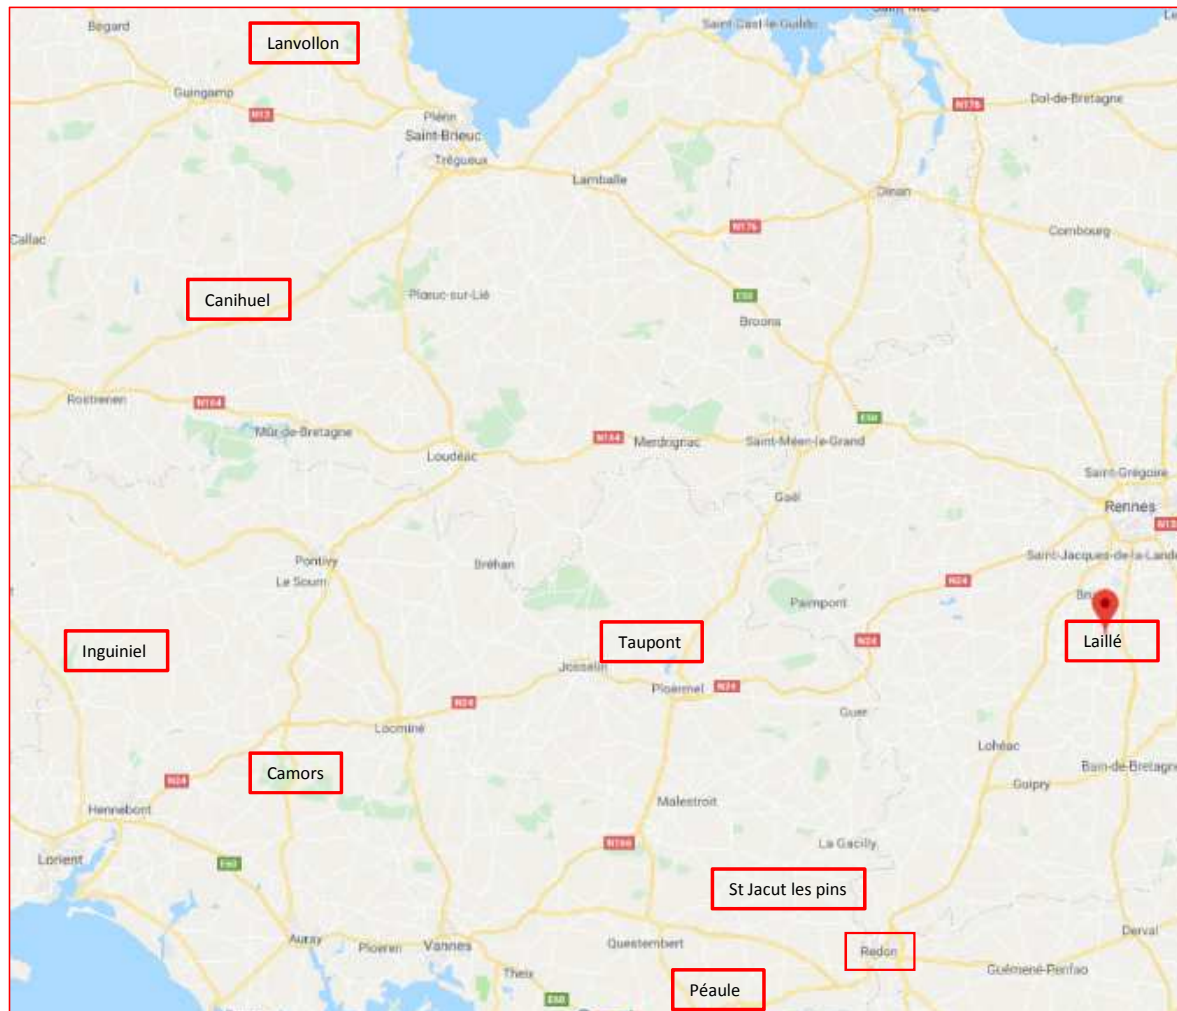 Bégard
Lanvollon
Saint-Cast-le-Guildo
Guingamp
N12
Plérin
Saint-Brieuc
Trégueux
N176
Dol-de-Bretagne
Lamballe
Dinan
Callac
N176
Combourg
Canihuel
Plœuc-sur-Lié
E50
Broons
Rostrenen
N164
Mûr-de-Bretagne
Loudéac
N164
Merdrignac
Saint-Méen-le-Grand
E50
Saint-Grégoire
Gaël
Rennes
Saint-Jacques-de-la-Lande
Pontivy
Le Sourn
Bréhan
N24
Paimpont
Inguiniel
Taupont
N24
Laillé
Josselin
Ploërmel
N24
Guer
Locminé
N24
Lohéac
Camors
N24
Guipry
Bain-de-Bretagne
Hennebont
Malestroit
N166
La Gacilly
Lorient
E60
St Jacut les pins
Auray
Ploeren
Vannes
Questembert
Redon
Derval
Guémené-Penfao
Theix
E60
Péaule